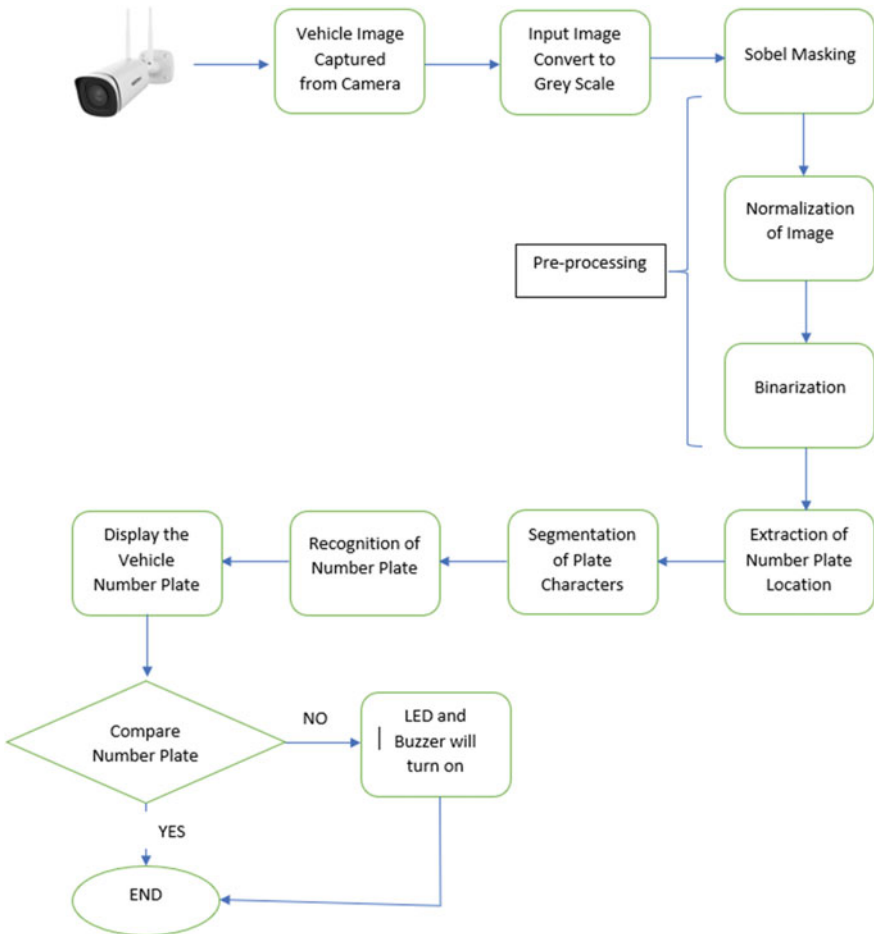 Vehicle Image
Captured
from Camera
Input Image
Convert to
Grey Scale
Sobel Masking
Normalization
of Image
Pre-processing
Binarization
Extraction of
Number Plate
Location
Segmentation
of Plate
Characters
Recognition of
Number Plate
Display the
Vehicle
Number Plate
Compare
Number Plate
NO
LED and
Buzzer will
turn on
YES
END